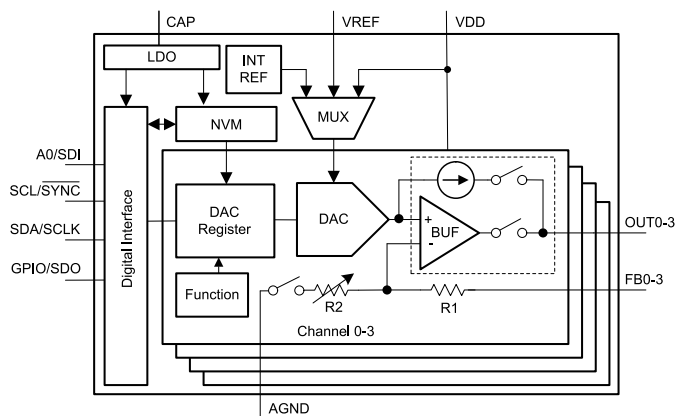 CAP
VREF
VDD
LDO
INT
REF
MUX
NVM
A0/SDI
SCL/SYNC
SDA/SCLK
GPIO/SDO
Digital Interface
DAC
Register
DAC
+
-
BUF
OUT0-3
Function
R2
R1
FB0-3
Channel 0-3
AGND